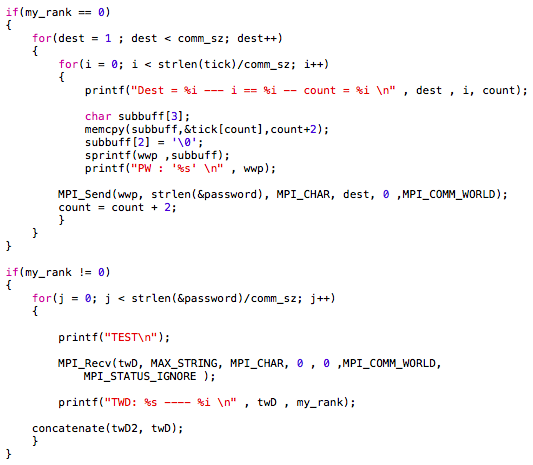 if(my_rank == 0)
{
    for(dest = 1 ; dest < comm_sz; dest++)
    {
        for(i = 0; i < strlen(tick)/comm_sz; i++)
        {
            printf("Dest = %i --- i == %i -- count = %i \n" , dest , i, count);

            char subbuff[3];
            memcpy(subbuff,&tick[count],count+2);
            subbuff[2] = '\0';
            sprintf(wwp ,subbuff);
            printf("PW : '%s' \n" , wwp);

        MPI_Send(wwp, strlen(&password), MPI_CHAR, dest, 0 ,MPI_COMM_WORLD);
        count = count + 2;
        }
    }
}

if(my_rank != 0)
{
    for(j = 0; j < strlen(&password)/comm_sz; j++)
    {

        printf("TEST\n");

        MPI_Recv(twD, MAX_STRING, MPI_CHAR, 0 , 0 ,MPI_COMM_WORLD,
            MPI_STATUS_IGNORE );

        printf("TWD: %s ---- %i \n" , twD , my_rank);

    concatenate(twD2, twD);
    }
}